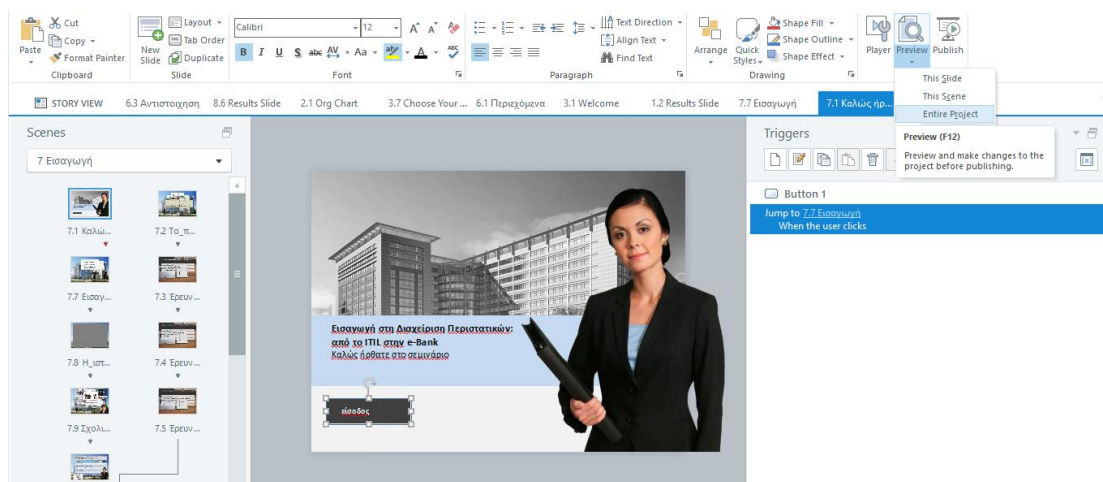 Cut
Copy
Format Painter
Paste
Clipboard
New Slide
Layout
Tab Order
Duplicate
Slide
Calibri
12
A A
B I U S abc AV Aa ab A ABC
Font
Paragraph
Text Direction
Align Text
Find Text
Arrange
Quick Styles
Shape Fill
Shape Outline
Shape Effect
Drawing
Player
Preview
Publish
This Slide
This Scene
Entire Project
Preview (F12)
Preview and make changes to the
project before publishing.
STORY VIEW
6.3 Αντιστοιχηση
8.6 Results Slide
2.1 Org Chart
3.7 Choose Your ...
6.1 Περιεχόμενα
3.1 Welcome
1.2 Results Slide
7.7 Εισαγωγή
7.1 Καλώς ήρ...
Scenes
7 Εισαγωγή
7.1 Καλώ...
7.2 Το_π...
7.7 Εισαγ...
7.3 Έρευν...
7.8 Η_ιστ...
7.4 Έρευν...
7.9 Σχολι...
7.5 Έρευν...
Εισαγωγή στη Διαχείριση Περιστατικών:
από το ITIL στην e-Bank
Καλώς ήρθατε στο σεμινάριο
είσοδος
Triggers
Button 1
Jump to 7.7 Εισαγωγή
When the user clicks